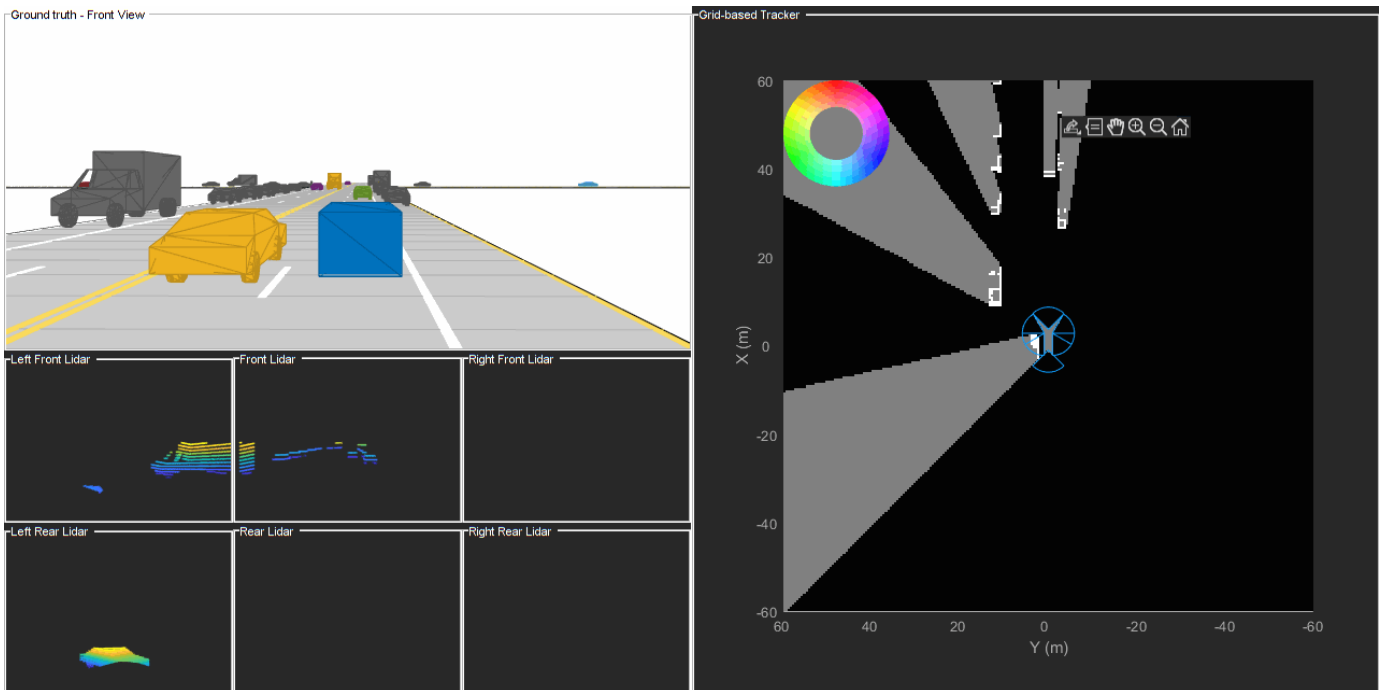 Ground truth - Front View
Grid-based Tracker
60
40
20
0
-20
-40
-60
X (m)
60
40
20
0
-20
-40
-60
Y (m)
Left Front Lidar
Front Lidar
Right Front Lidar
Left Rear Lidar
Rear Lidar
Right Rear Lidar